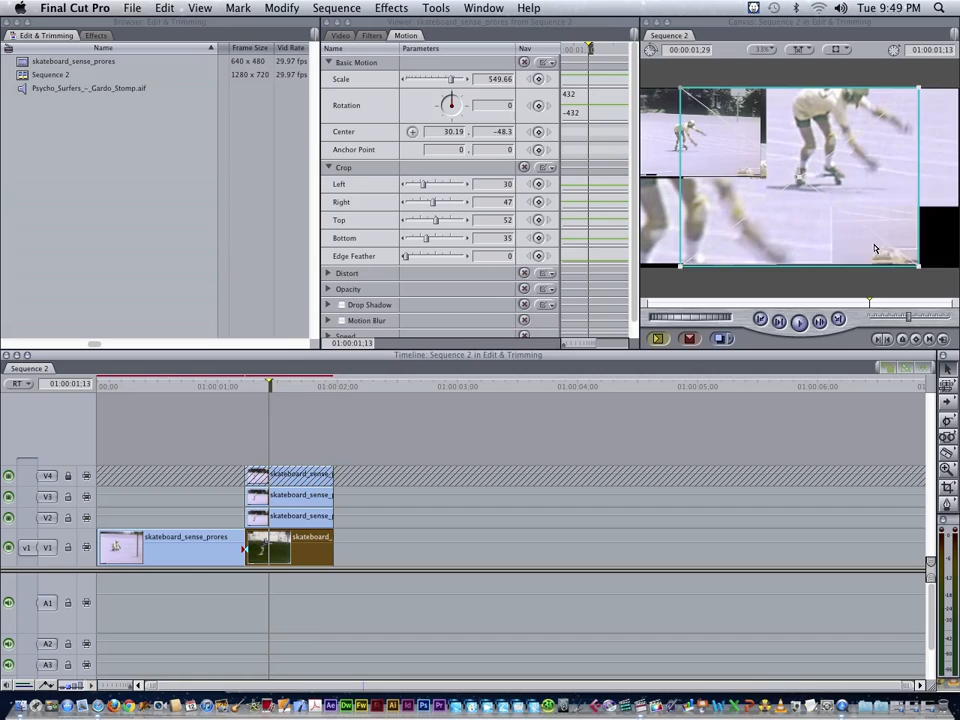 Final Cut Pro File Edit View Mark Modify Sequence Effects Tools Window Help Tue 9:49 PM
Browser: Edit & Trimming
Viewer: skateboard_sense_prores from Sequence 2
Canvas: Sequence 2 in Edit & Trimming
Edit & Trimming Effects
Video Filters Motion
Sequence 2
Name Frame Size Vid Rate
Name Parameters Nav
00:00:01;29 33% 01:00:01;13
skateboard_sense_prores 640 x 480 29.97 fps
Sequence 2 1280 x 720 29.97 fps
Psycho_Surfers_-_Gardo_Stomp.aif
Basic Motion
Scale 549.66
Rotation 0
432
-432
Center 30.19 , -48.3
Anchor Point 0 , 0
Crop
Left 30
Right 47
Top 52
Bottom 35
Edge Feather 0
Distort
Opacity
Drop Shadow
Motion Blur
Speed
01:00:01;13
Timeline: Sequence 2 in Edit & Trimming
Sequence 2
RT 01:00:01;13 00;00 01:00:01;00 01:00:02;00 01:00:03;00 01:00:04;00 01:00:05;00 01:00:06;00
V4 skateboard_sense_p
V3 skateboard_sense_p
V2 skateboard_sense_p
v1 V1 skateboard_sense_prores skateboard_
A1
A2
A3